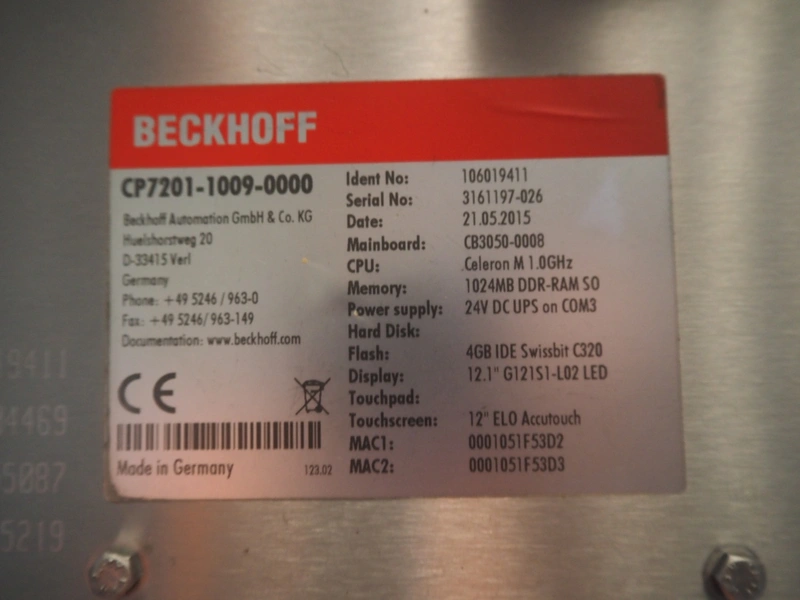 BECKHOFF
CP7201-1009-0000
Beckhoff Automation GmbH & Co. KG
Huelshorstweg 20
D-33415 Verl
Germany
Phone: +49 5246 / 963-0
Fax: +49 5246/ 963-149
Documentation: www.beckhoff.com
CE
Made in Germany 123.02
Ident No: 106019411
Serial No: 3161197-026
Date: 21.05.2015
Mainboard: CB3050-0008
CPU: Celeron M 1.0GHz
Memory: 1024MB DDR-RAM SO
Power supply: 24V DC UPS on COM3
Hard Disk:
Flash: 4GB IDE Swissbit C320
Display: 12.1" G121S1-L02 LED
Touchpad:
Touchscreen: 12" ELO Accutouch
MAC1: 0001051F53D2
MAC2: 0001051F53D3
9411
4469
5087
5219